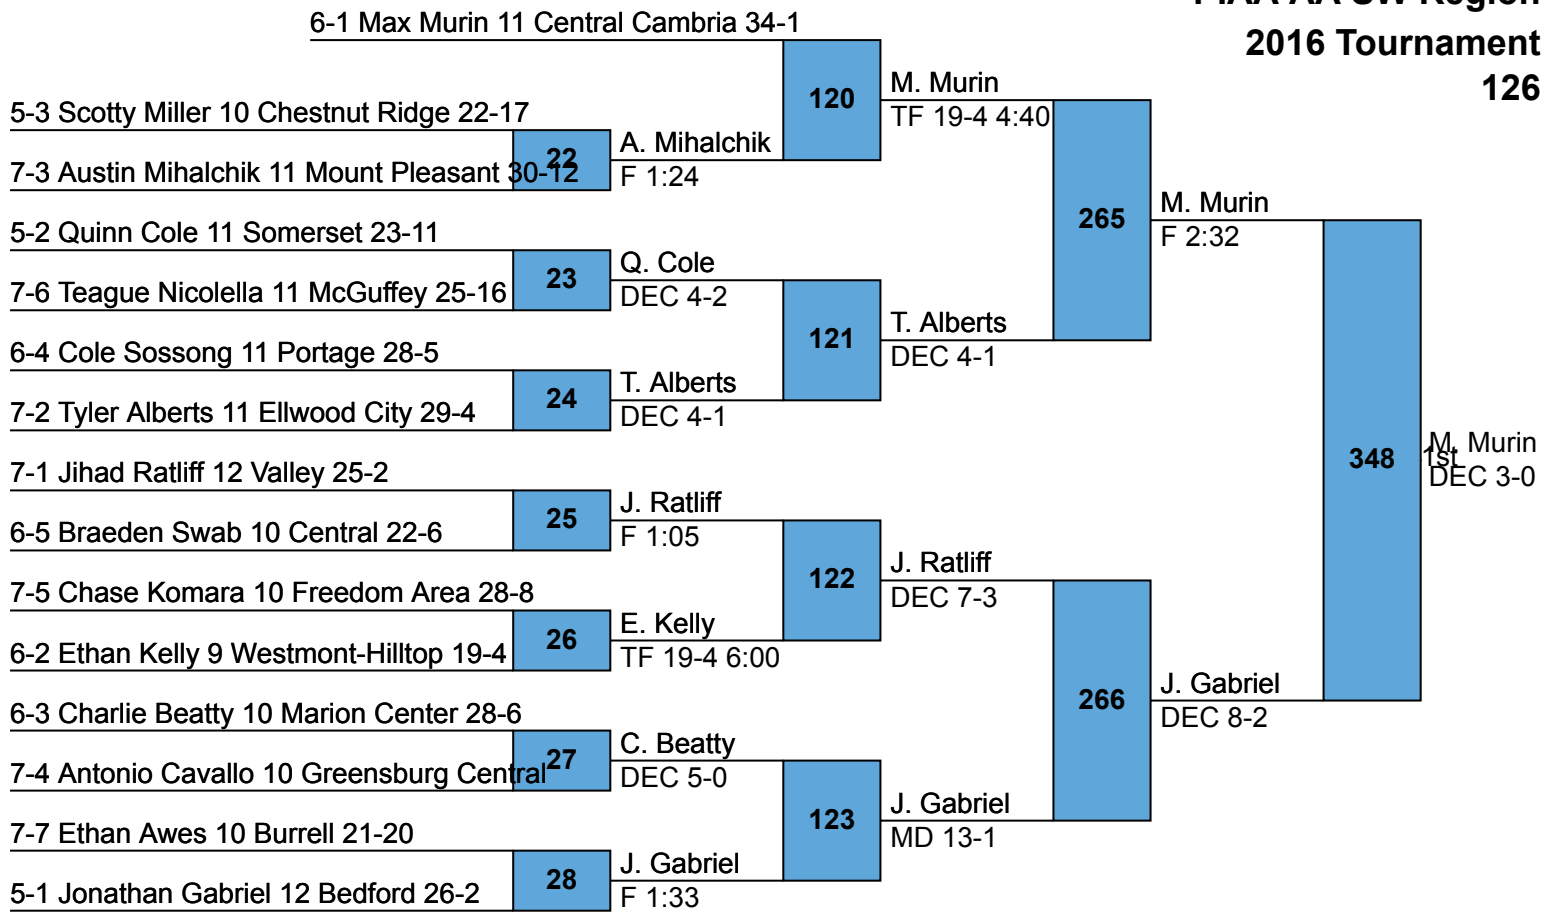 PIAA AA SW Region
2016 Tournament
126
6-1 Max Murin 11 Central Cambria 34-1
5-3 Scotty Miller 10 Chestnut Ridge 22-17
7-3 Austin Mihalchik 11 Mount Pleasant 30-12
5-2 Quinn Cole 11 Somerset 23-11
7-6 Teague Nicolella 11 McGuffey 25-16
6-4 Cole Sossong 11 Portage 28-5
7-2 Tyler Alberts 11 Ellwood City 29-4
7-1 Jihad Ratliff 12 Valley 25-2
6-5 Braeden Swab 10 Central 22-6
7-5 Chase Komara 10 Freedom Area 28-8
6-2 Ethan Kelly 9 Westmont-Hilltop 19-4
6-3 Charlie Beatty 10 Marion Center 28-6
7-4 Antonio Cavallo 10 Greensburg Central
7-7 Ethan Awes 10 Burrell 21-20
5-1 Jonathan Gabriel 12 Bedford 26-2
22
23
24
25
26
27
28
A. Mihalchik
F 1:24
Q. Cole
DEC 4-2
T. Alberts
DEC 4-1
J. Ratliff
F 1:05
E. Kelly
TF 19-4 6:00
C. Beatty
DEC 5-0
J. Gabriel
F 1:33
120
121
122
123
M. Murin
TF 19-4 4:40
T. Alberts
DEC 4-1
J. Ratliff
DEC 7-3
J. Gabriel
MD 13-1
265
266
M. Murin
F 2:32
J. Gabriel
DEC 8-2
348
M. Murin
1st
DEC 3-0